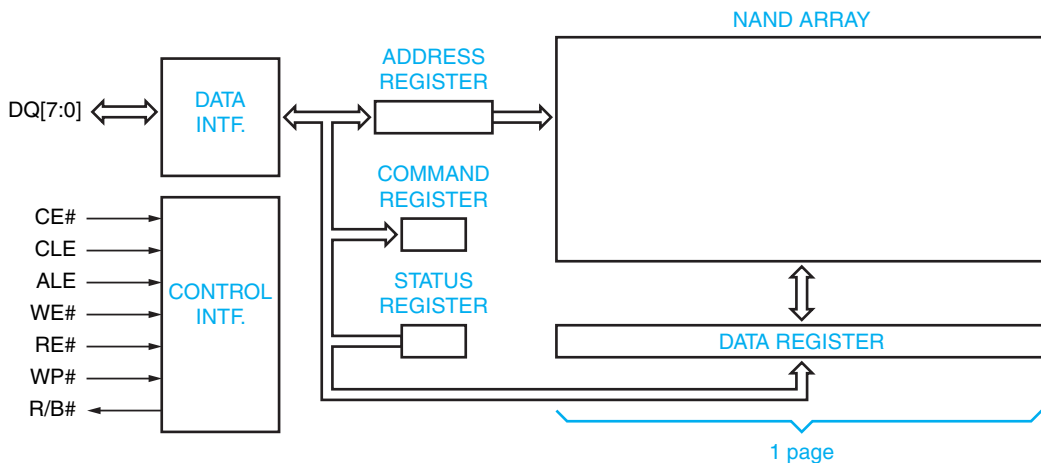 NAND ARRAY
ADDRESS
REGISTER
DQ[7:0]
DATA
INTF.
COMMAND
REGISTER
CE#
CLE
ALE
WE#
RE#
WP#
R/B#
CONTROL
INTF.
STATUS
REGISTER
DATA REGISTER
1 page